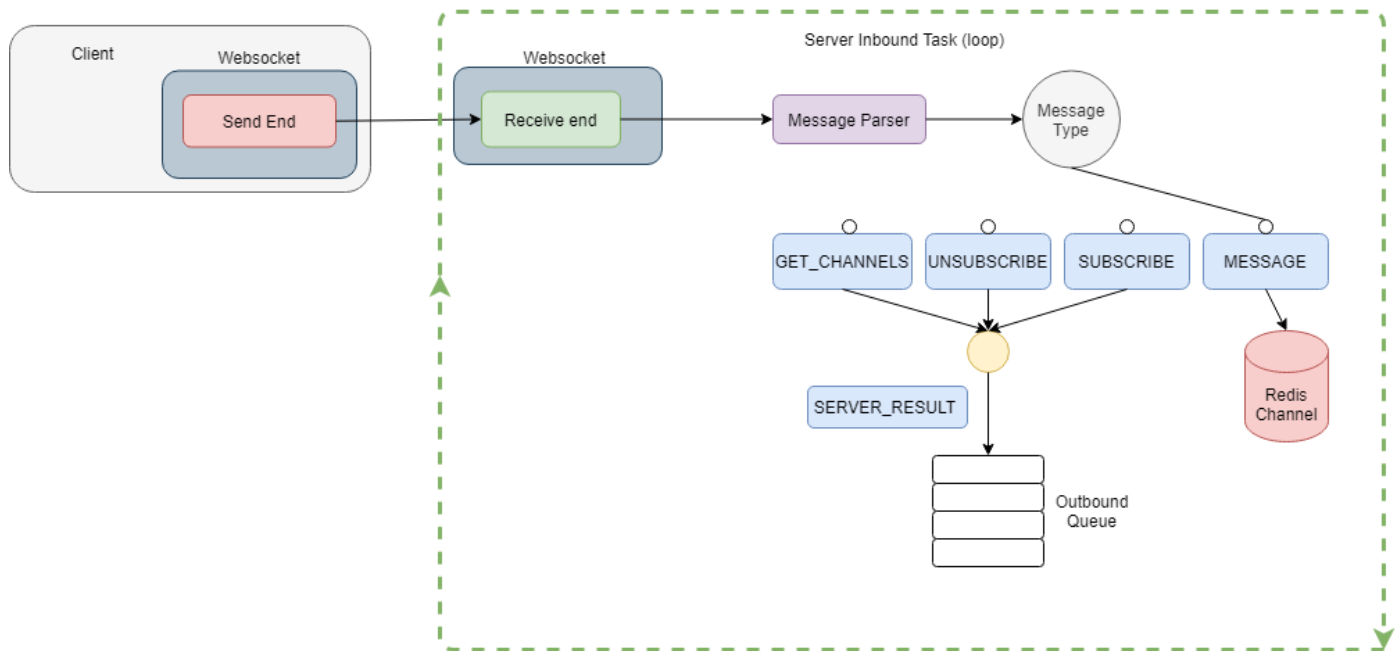 Server Inbound Task (loop)
Client
Websocket
Websocket
Send End
Receive end
Message Parser
Message
Type
GET_CHANNELS
UNSUBSCRIBE
SUBSCRIBE
MESSAGE
SERVER_RESULT
Redis
Channel
Outbound
Queue